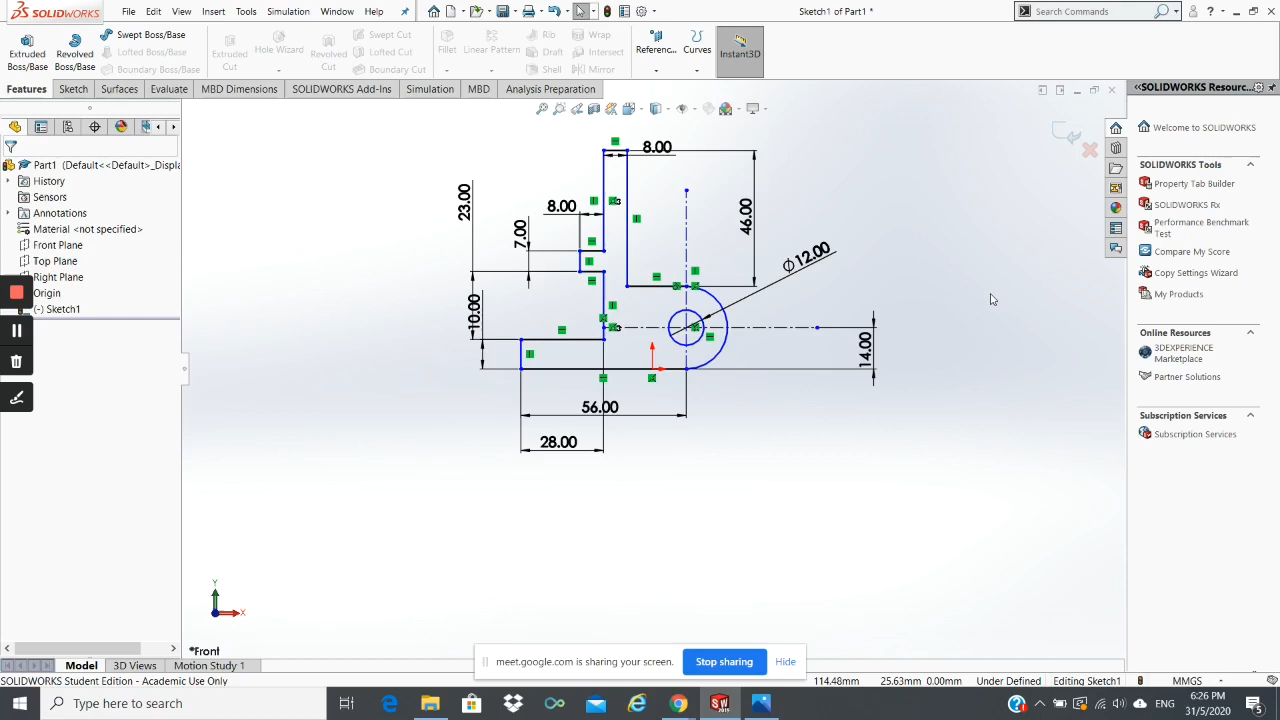 SOLIDWORKS File Edit View Insert Tools Simulation Window Help Sketch1 of Part1 * Search Commands
Extruded Boss/Base Revolved Boss/Base Swept Boss/Base Lofted Boss/Base Boundary Boss/Base Extruded Cut Hole Wizard Revolved Cut Swept Cut Lofted Cut Boundary Cut Fillet Linear Pattern Rib Draft Shell Wrap Intersect Mirror Referenc... Curves Instant3D
Features Sketch Surfaces Evaluate MBD Dimensions SOLIDWORKS Add-Ins Simulation MBD Analysis Preparation
Part1 (Default<<Default>_Displa
History
Sensors
Annotations
Material <not specified>
Front Plane
Top Plane
Right Plane
Origin
(-) Sketch1
8.00
23.00
8.00
7.00
46.00
Ø12.00
10.00
14.00
56.00
28.00
Y
X
*Front
SOLIDWORKS Resourc...
Welcome to SOLIDWORKS
SOLIDWORKS Tools
Property Tab Builder
SOLIDWORKS Rx
Performance Benchmark
Test
Compare My Score
Copy Settings Wizard
My Products
Online Resources
3DEXPERIENCE
Marketplace
Partner Solutions
Subscription Services
Subscription Services
meet.google.com is sharing your screen. Stop sharing Hide
Model 3D Views Motion Study 1
SOLIDWORKS Student Edition - Academic Use Only 114.48mm 25.63mm 0.00mm Under Defined Editing Sketch1 MMGS
Type here to search ENG 6:26 PM
31/5/2020